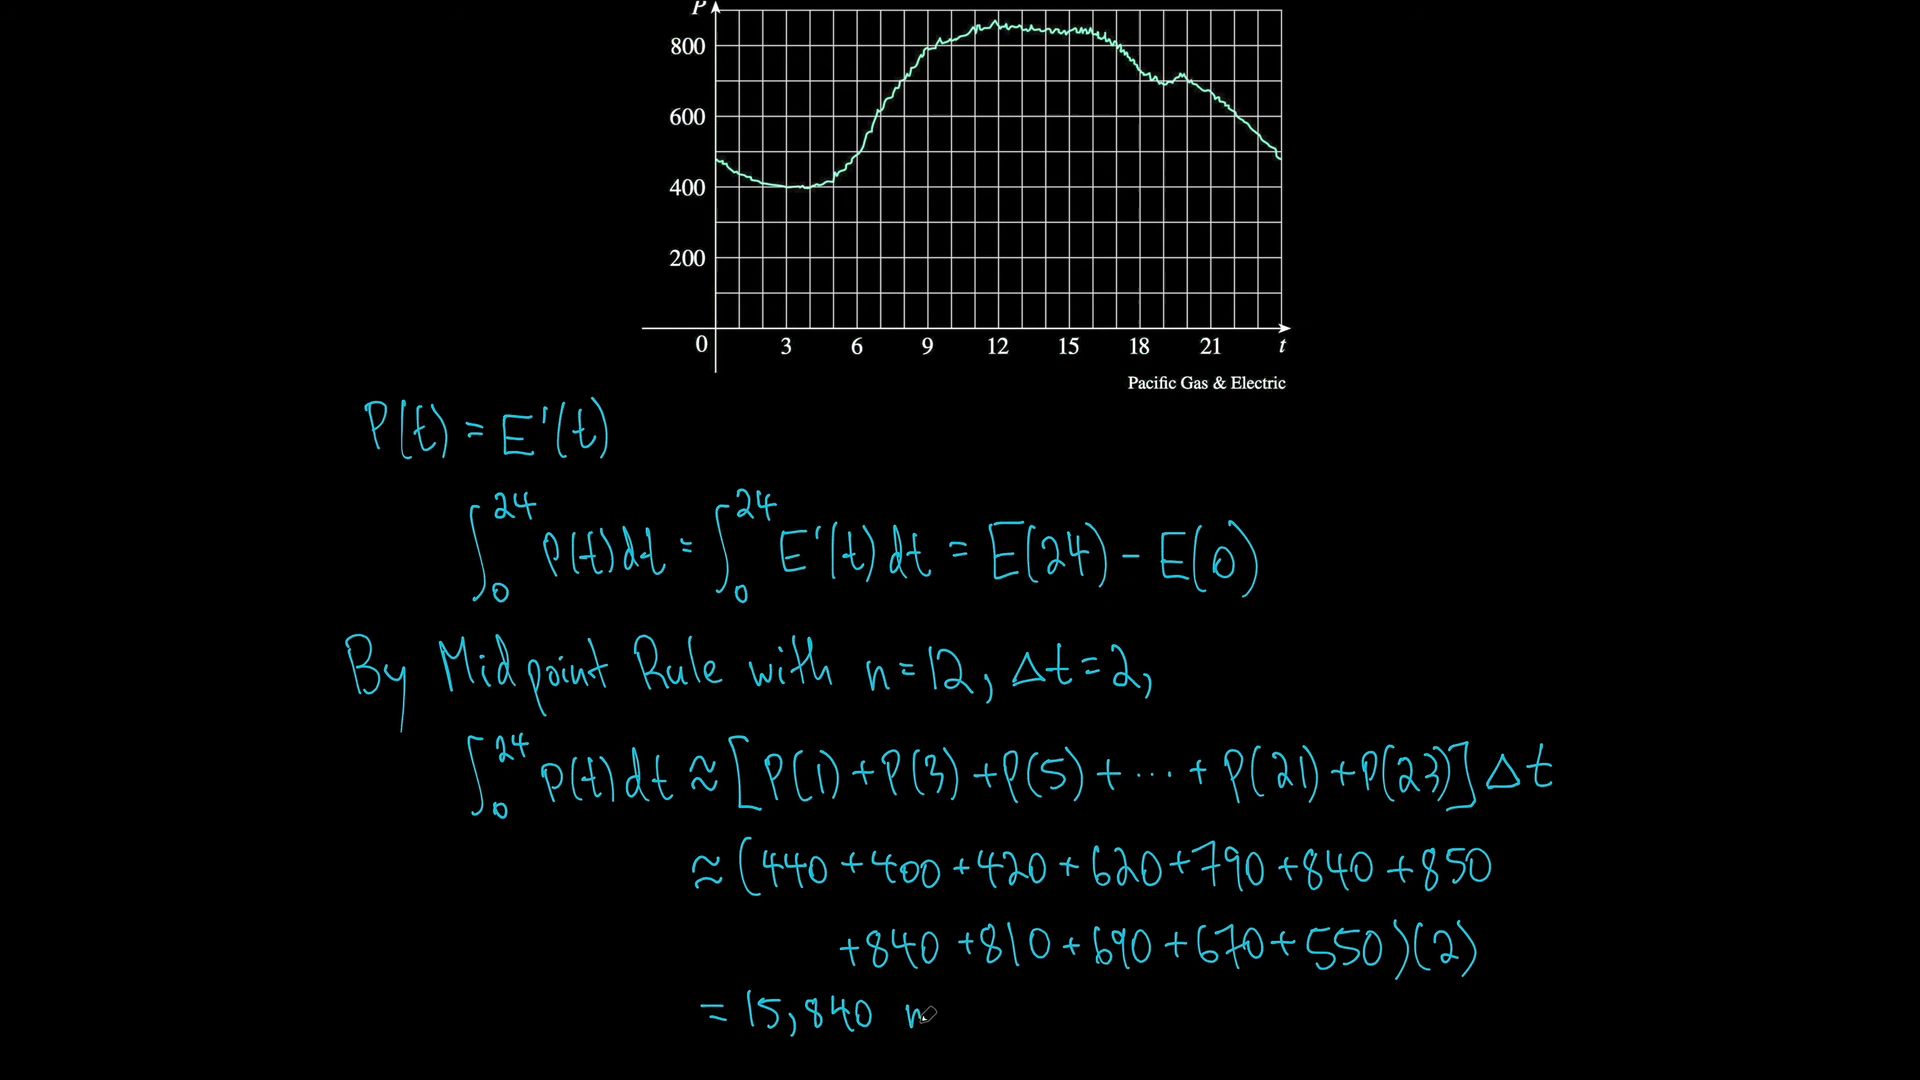 P
800
600
400
200
0 3 6 9 12 15 18 21 t
Pacific Gas & Electric
P(t) = E'(t)
∫₀²⁴ P(t)dt = ∫₀²⁴ E'(t)dt = E(24) - E(0)
By Midpoint Rule with n=12, Δt=2,
∫₀²⁴ P(t)dt ≈ [P(1)+P(3)+P(5)+ ··· + P(21)+P(23)]Δt
≈ (440+400+420+620+790+840+850
+840+810+690+670+550)(2)
= 15,840